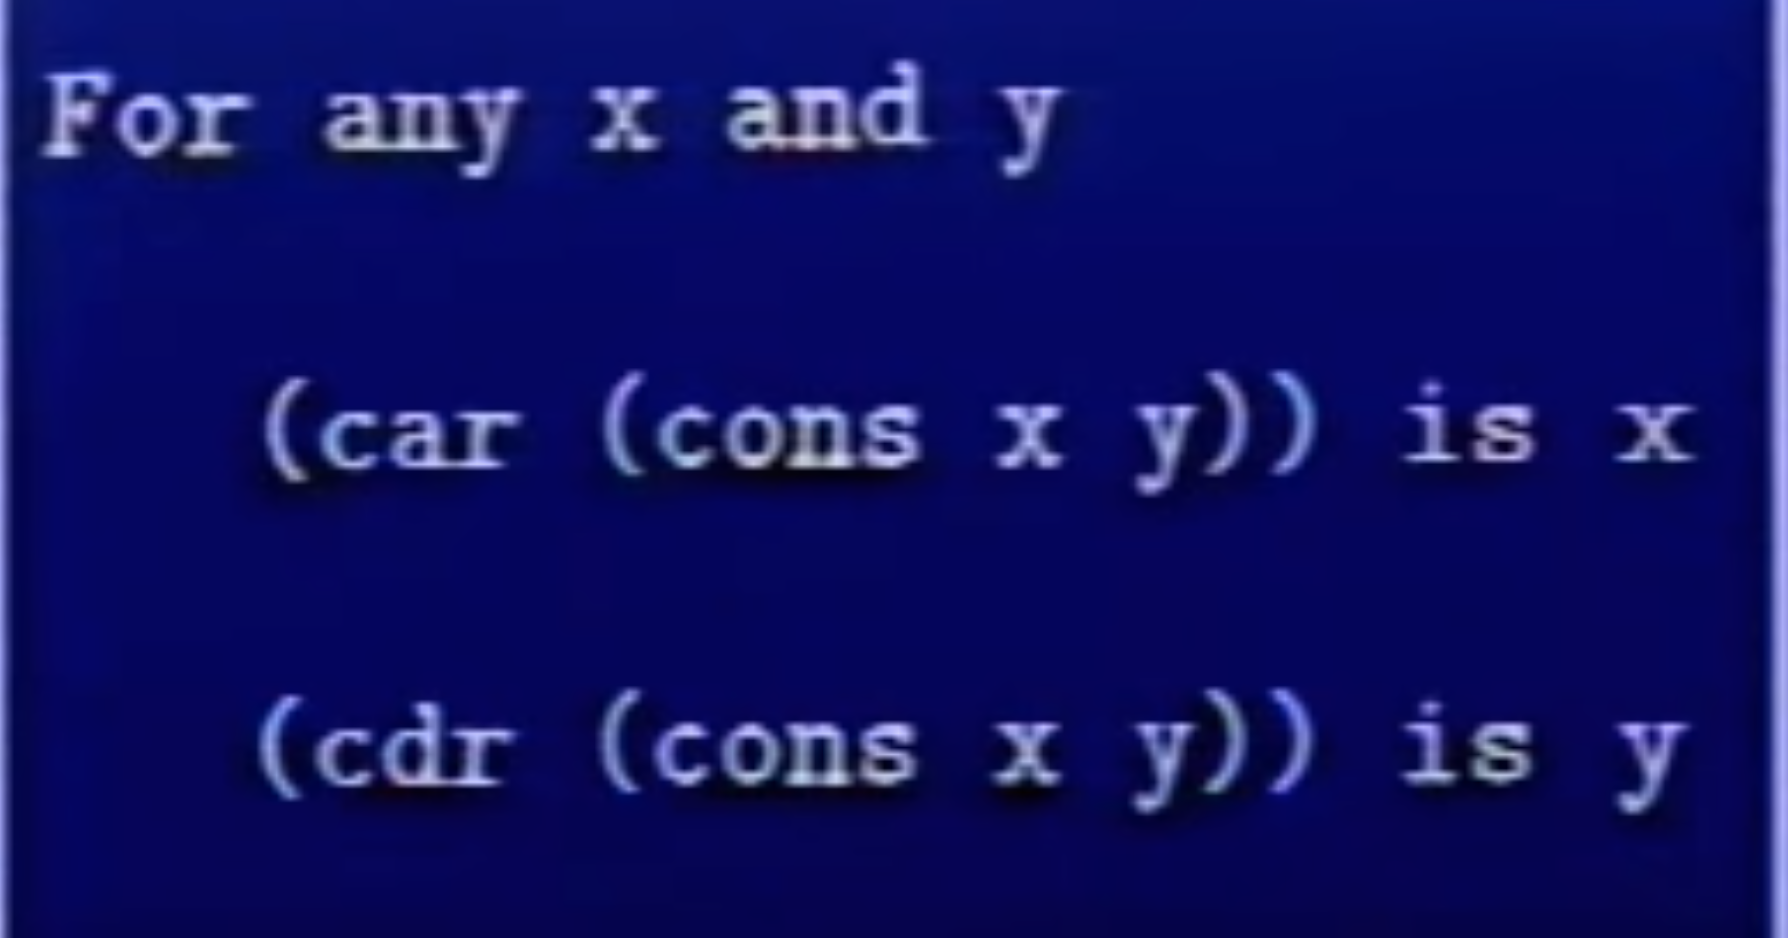 For any x and y
(car (cons x y)) is x
(cdr (cons x y)) is y